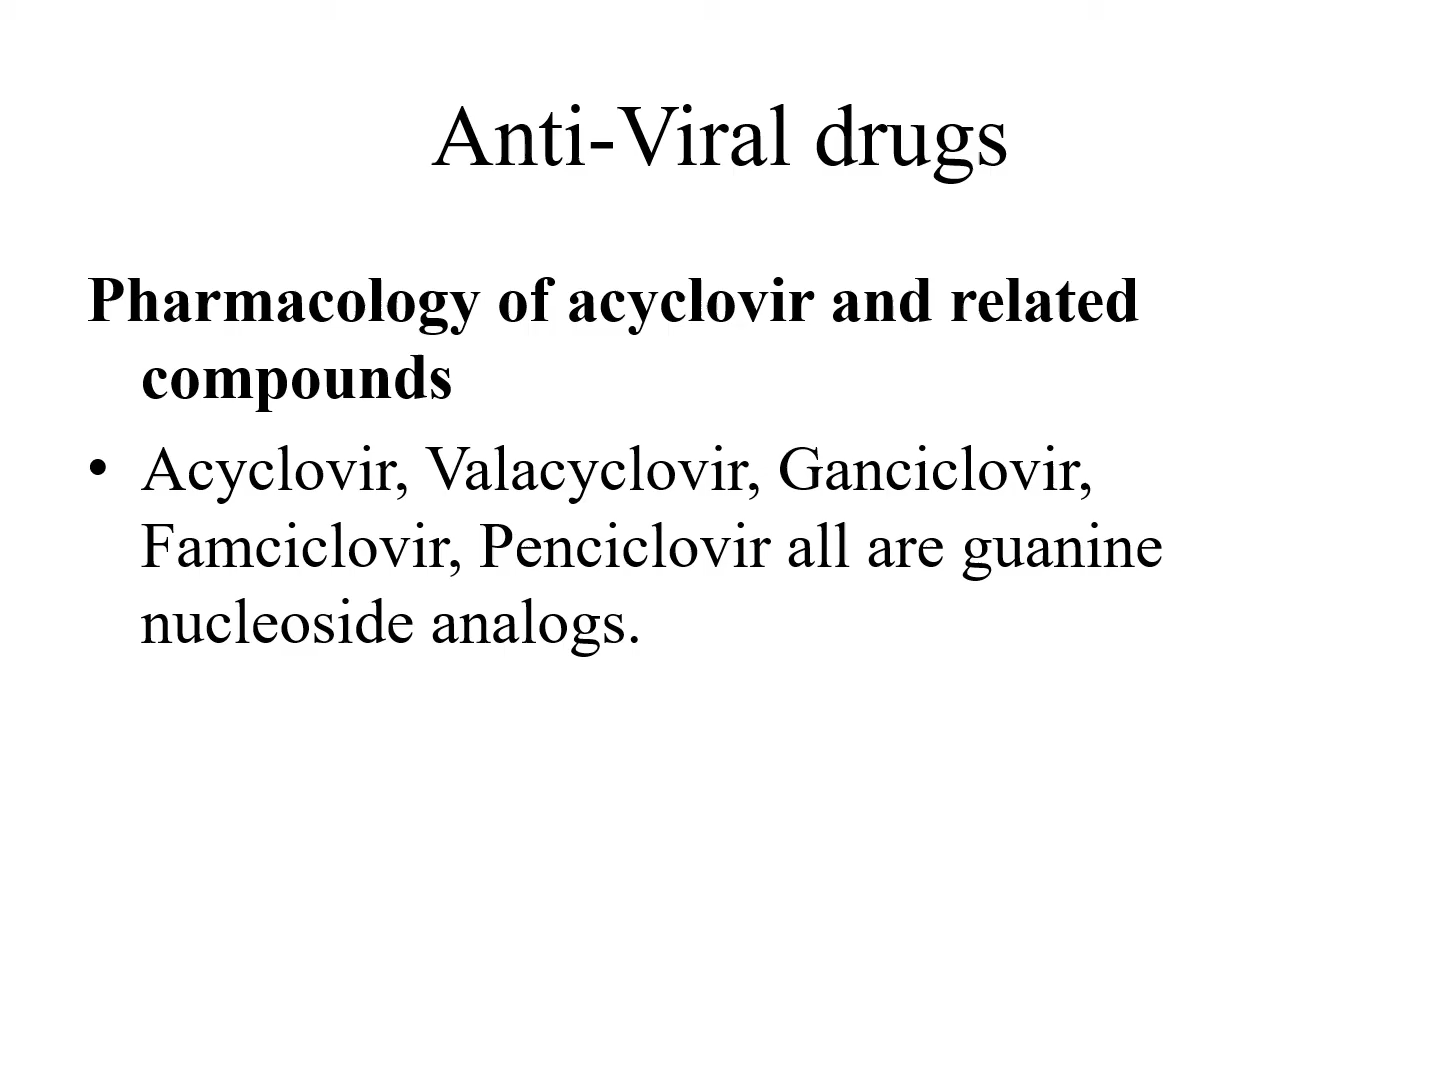 Anti-Viral drugs
Pharmacology of acyclovir and related
compounds
• Acyclovir, Valacyclovir, Ganciclovir,
Famciclovir, Penciclovir all are guanine
nucleoside analogs.